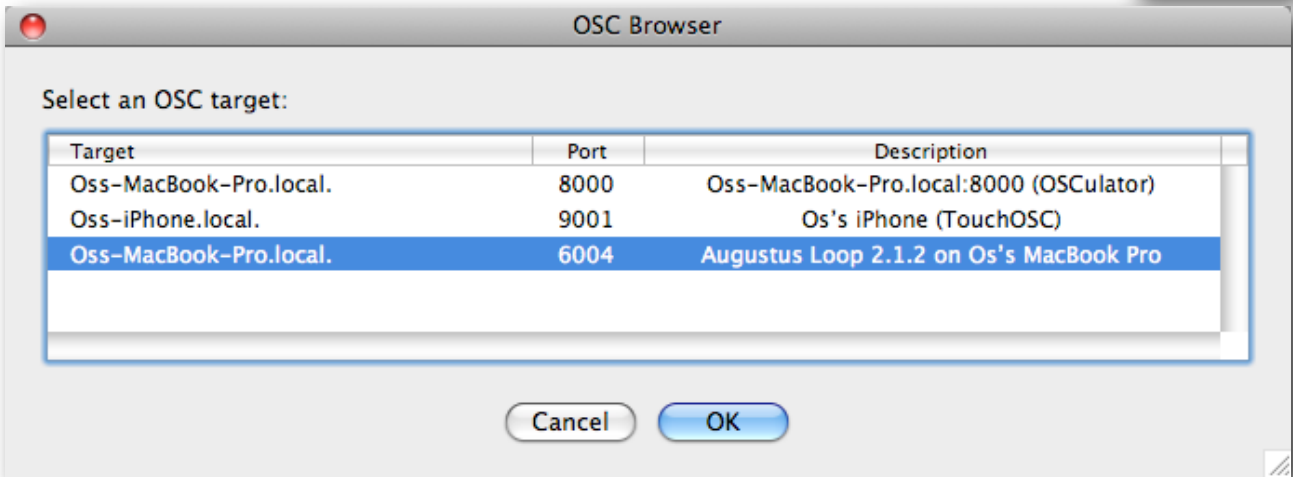 OSC Browser
Select an OSC target:
Target Port Description
Oss-MacBook-Pro.local. 8000 Oss-MacBook-Pro.local:8000 (OSCulator)
Oss-iPhone.local. 9001 Os's iPhone (TouchOSC)
Oss-MacBook-Pro.local. 6004 Augustus Loop 2.1.2 on Os's MacBook Pro
Cancel OK